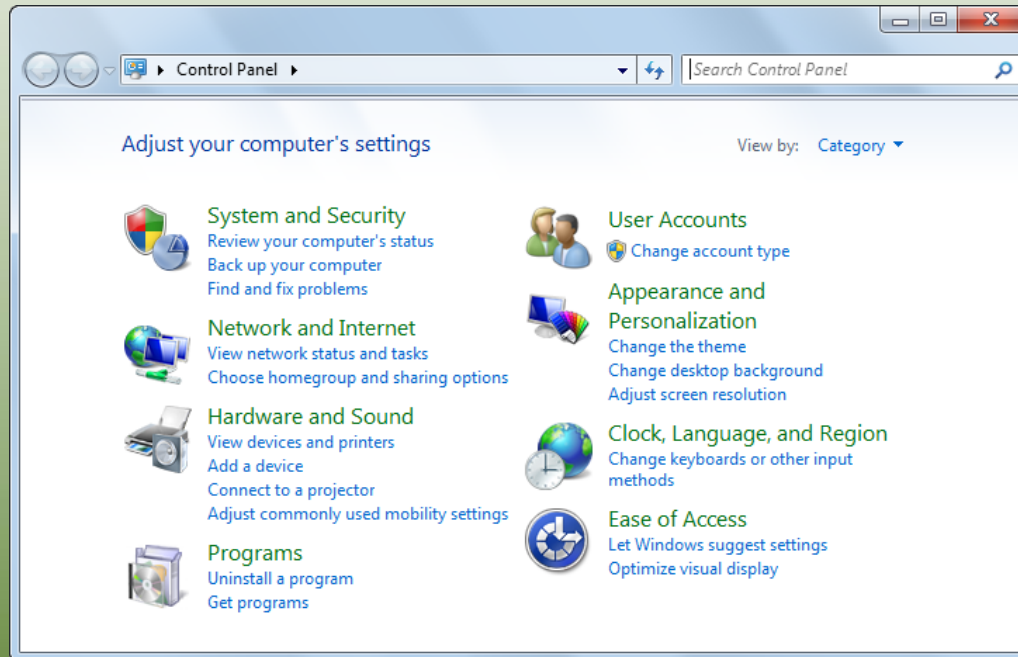 Control Panel
Search Control Panel
Adjust your computer's settings
View by: Category
System and Security
Review your computer's status
Back up your computer
Find and fix problems
Network and Internet
View network status and tasks
Choose homegroup and sharing options
Hardware and Sound
View devices and printers
Add a device
Connect to a projector
Adjust commonly used mobility settings
Programs
Uninstall a program
Get programs
User Accounts
Change account type
Appearance and
Personalization
Change the theme
Change desktop background
Adjust screen resolution
Clock, Language, and Region
Change keyboards or other input
methods
Ease of Access
Let Windows suggest settings
Optimize visual display